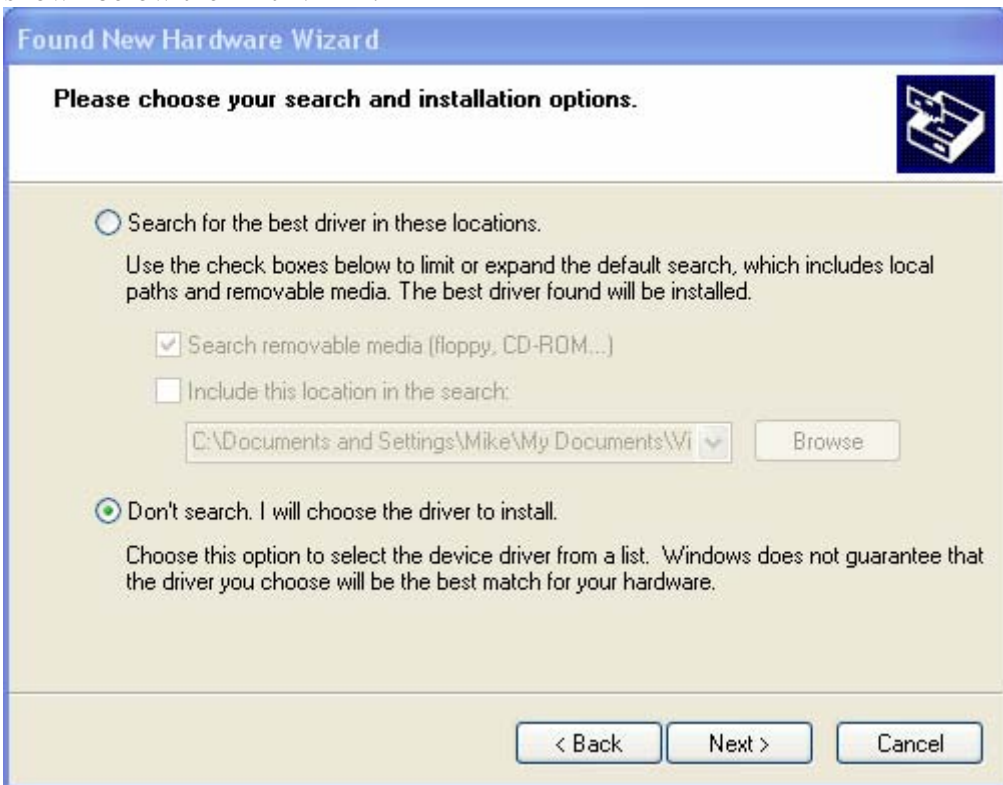 Found New Hardware Wizard
Please choose your search and installation options.
Search for the best driver in these locations.
Use the check boxes below to limit or expand the default search, which includes local
paths and removable media. The best driver found will be installed.
Search removable media (floppy, CD-ROM...)
Include this location in the search:
C:\Documents and Settings\Mike\My Documents\Vi
Browse
Don't search. I will choose the driver to install.
Choose this option to select the device driver from a list. Windows does not guarantee that
the driver you choose will be the best match for your hardware.
< Back Next > Cancel